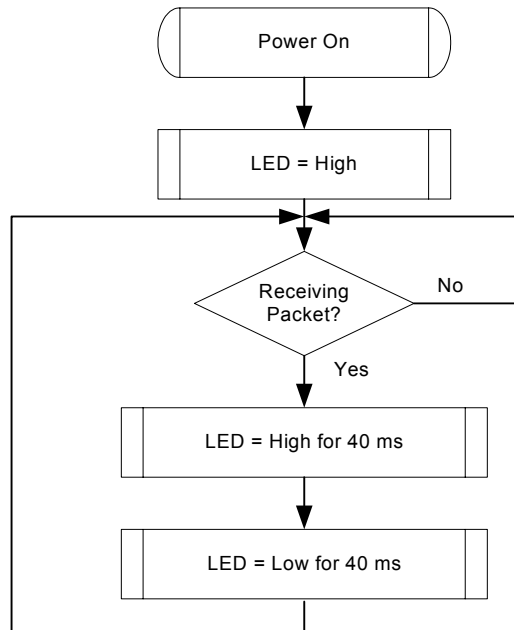 Power On
LED = High
Receiving
Packet?
No
Yes
LED = High for 40 ms
LED = Low for 40 ms